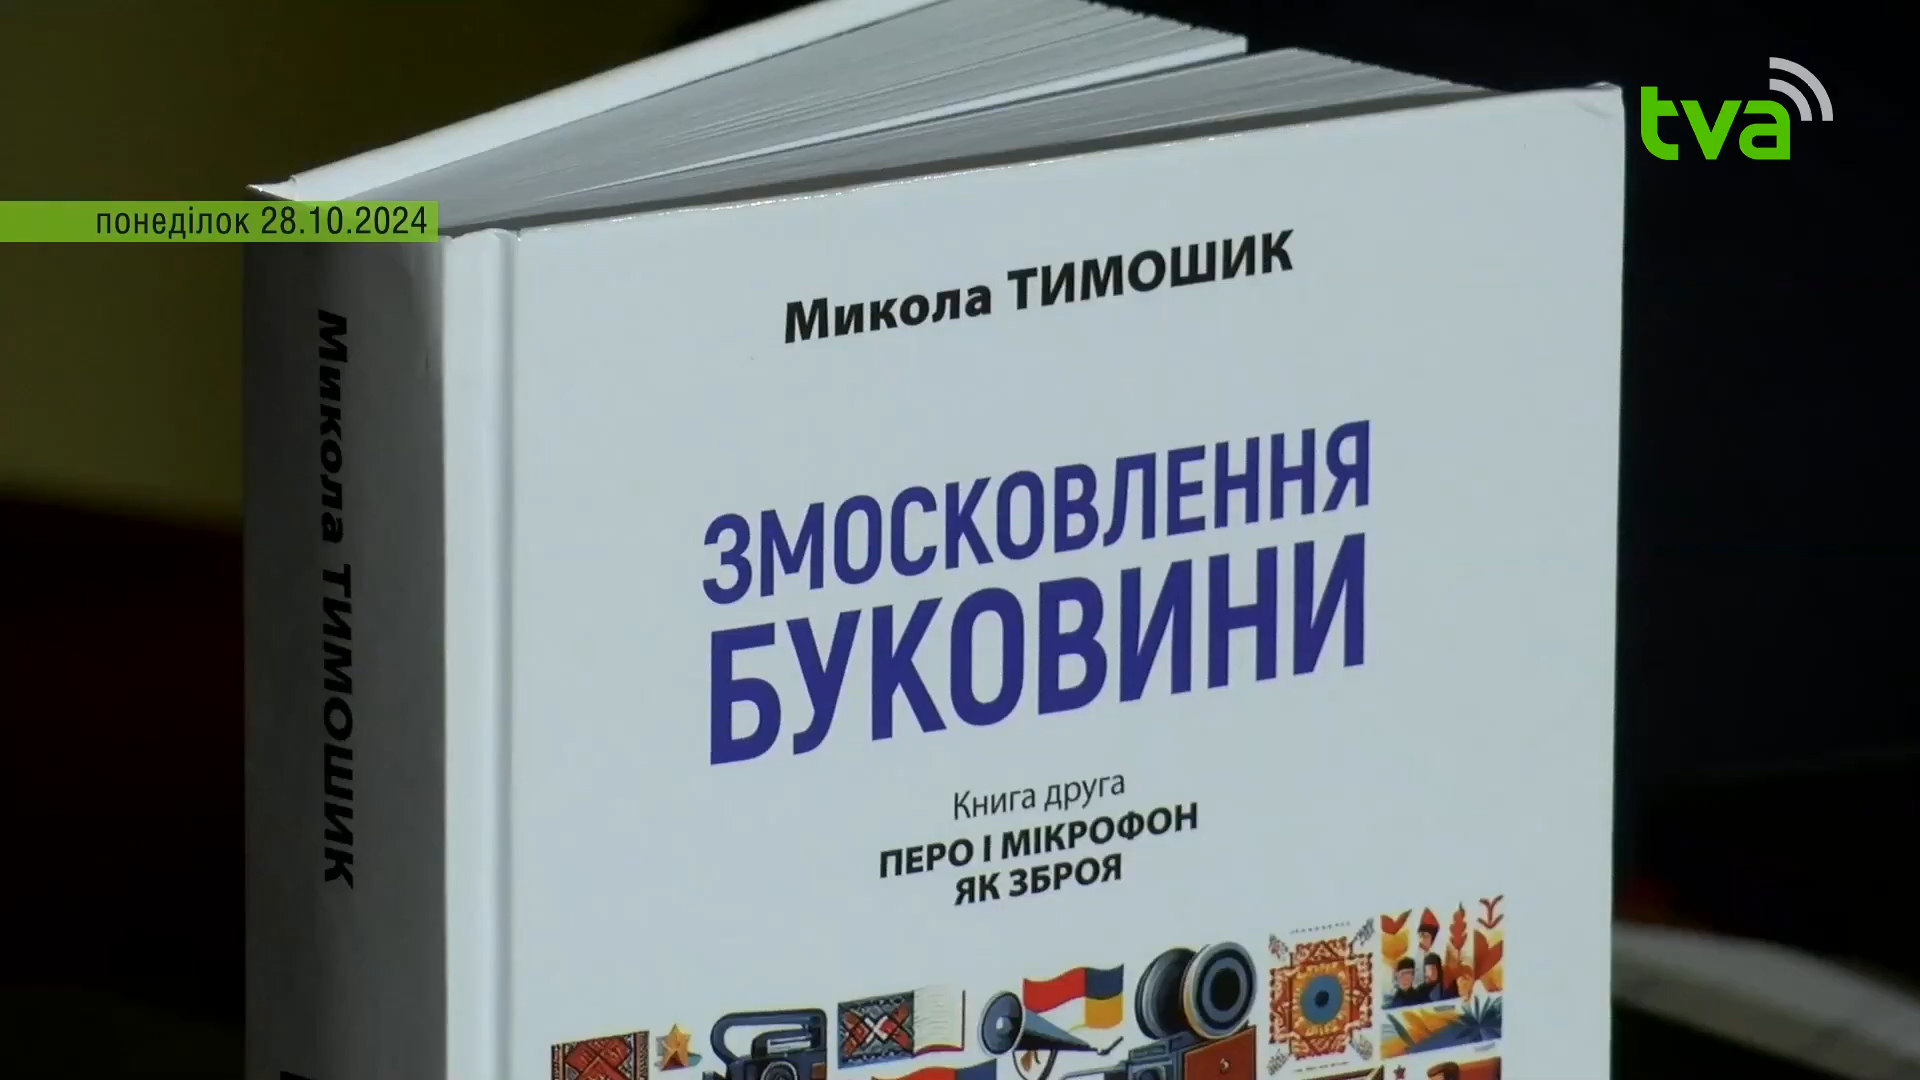 tva
понеділок 28.10.2024
Микола ТИМОШИК
Микола ТИМОШИК
ЗМОСКОВЛЕННЯ
БУКОВИНИ
Книга друга
ПЕРО І МІКРОФОН
ЯК ЗБРОЯ